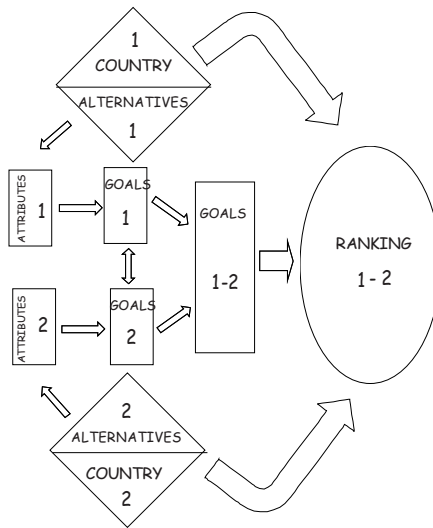 1
COUNTRY
ALTERNATIVES
1
ATTRIBUTES
1
GOALS
1
GOALS
1-2
RANKING
1 - 2
ATTRIBUTES
2
GOALS
2
2
ALTERNATIVES
COUNTRY
2